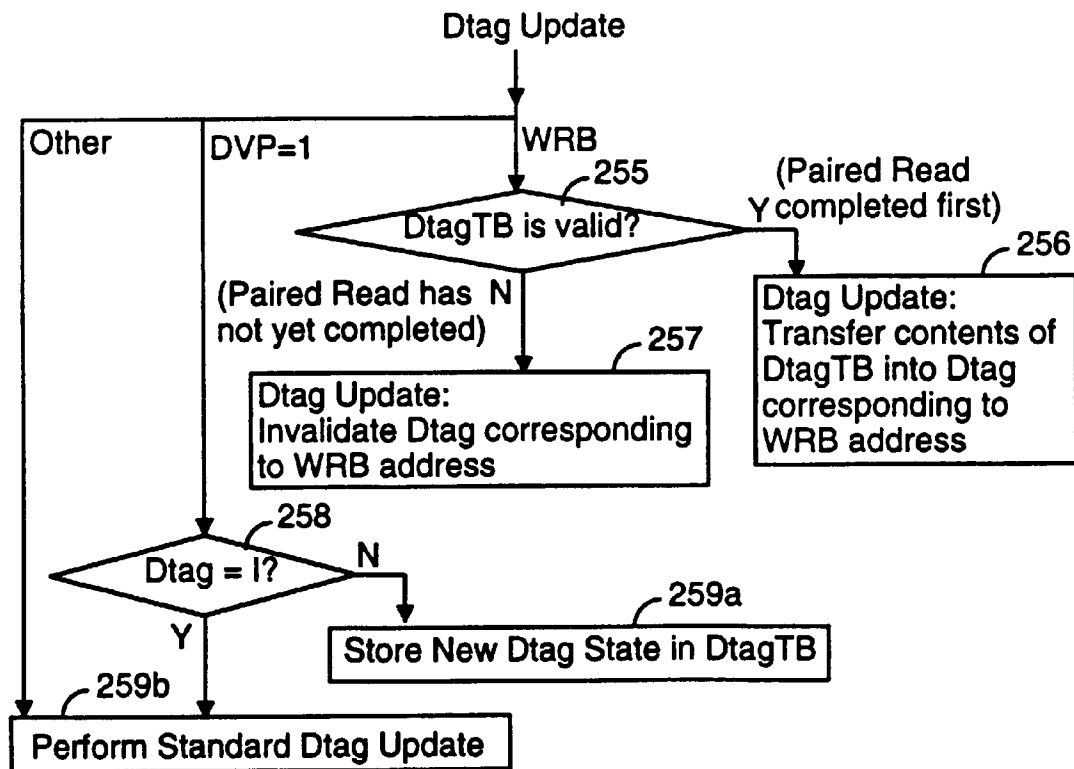 Dtag Update
Other
DVP=1
WRB
255
DtagTB is valid?
(Paired Read
Y completed first)
256
Dtag Update:
Transfer contents of
DtagTB into Dtag
corresponding to
WRB address
(Paired Read has N
not yet completed)
257
Dtag Update:
Invalidate Dtag corresponding
to WRB address
258
Dtag = I?
N
Y
259a
Store New Dtag State in DtagTB
259b
Perform Standard Dtag Update